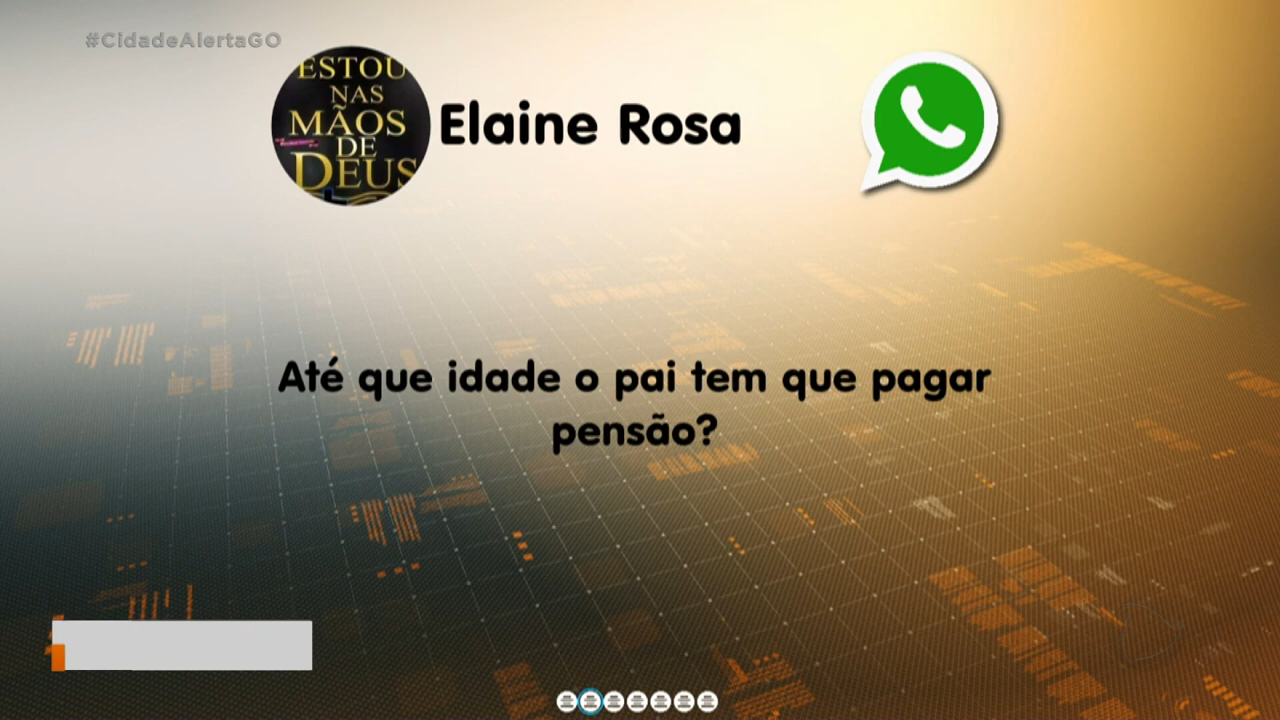 #CidadeAlertaGO
ESTOU
NAS
MÃOS
DE
DEUS
Elaine Rosa
Até que idade o pai tem que pagar
pensão?